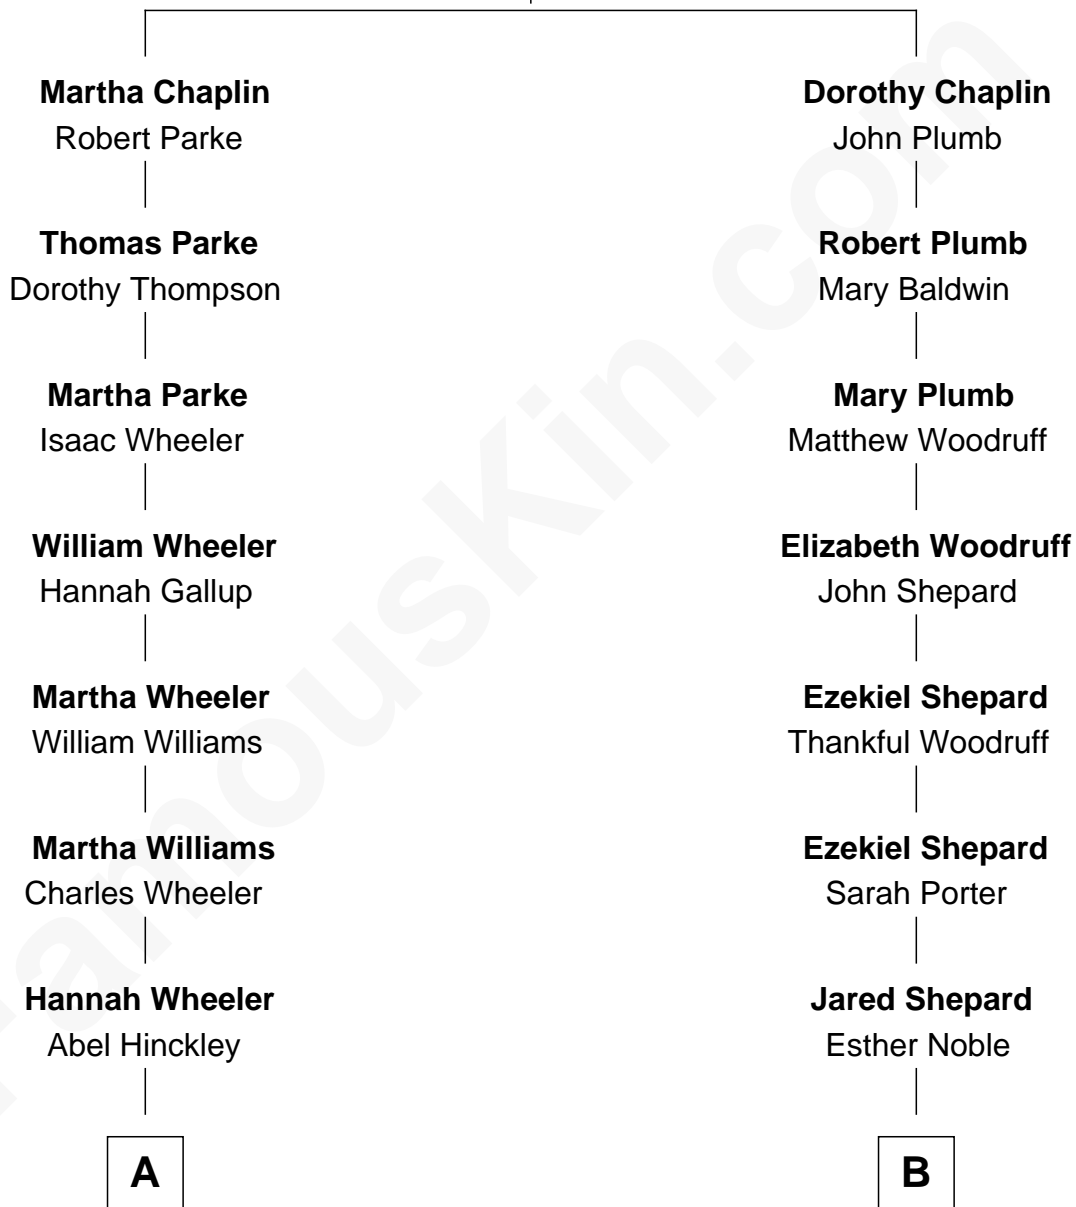 Martha Chaplin
Robert Parke
Thomas Parke
Dorothy Thompson
Martha Parke
Isaac Wheeler
William Wheeler
Hannah Gallup
Martha Wheeler
William Williams
Martha Williams
Charles Wheeler
Hannah Wheeler
Abel Hinckley
A
Dorothy Chaplin
John Plumb
Robert Plumb
Mary Baldwin
Mary Plumb
Matthew Woodruff
Elizabeth Woodruff
John Shepard
Ezekiel Shepard
Thankful Woodruff
Ezekiel Shepard
Sarah Porter
Jared Shepard
Esther Noble
B
FamousKin.com